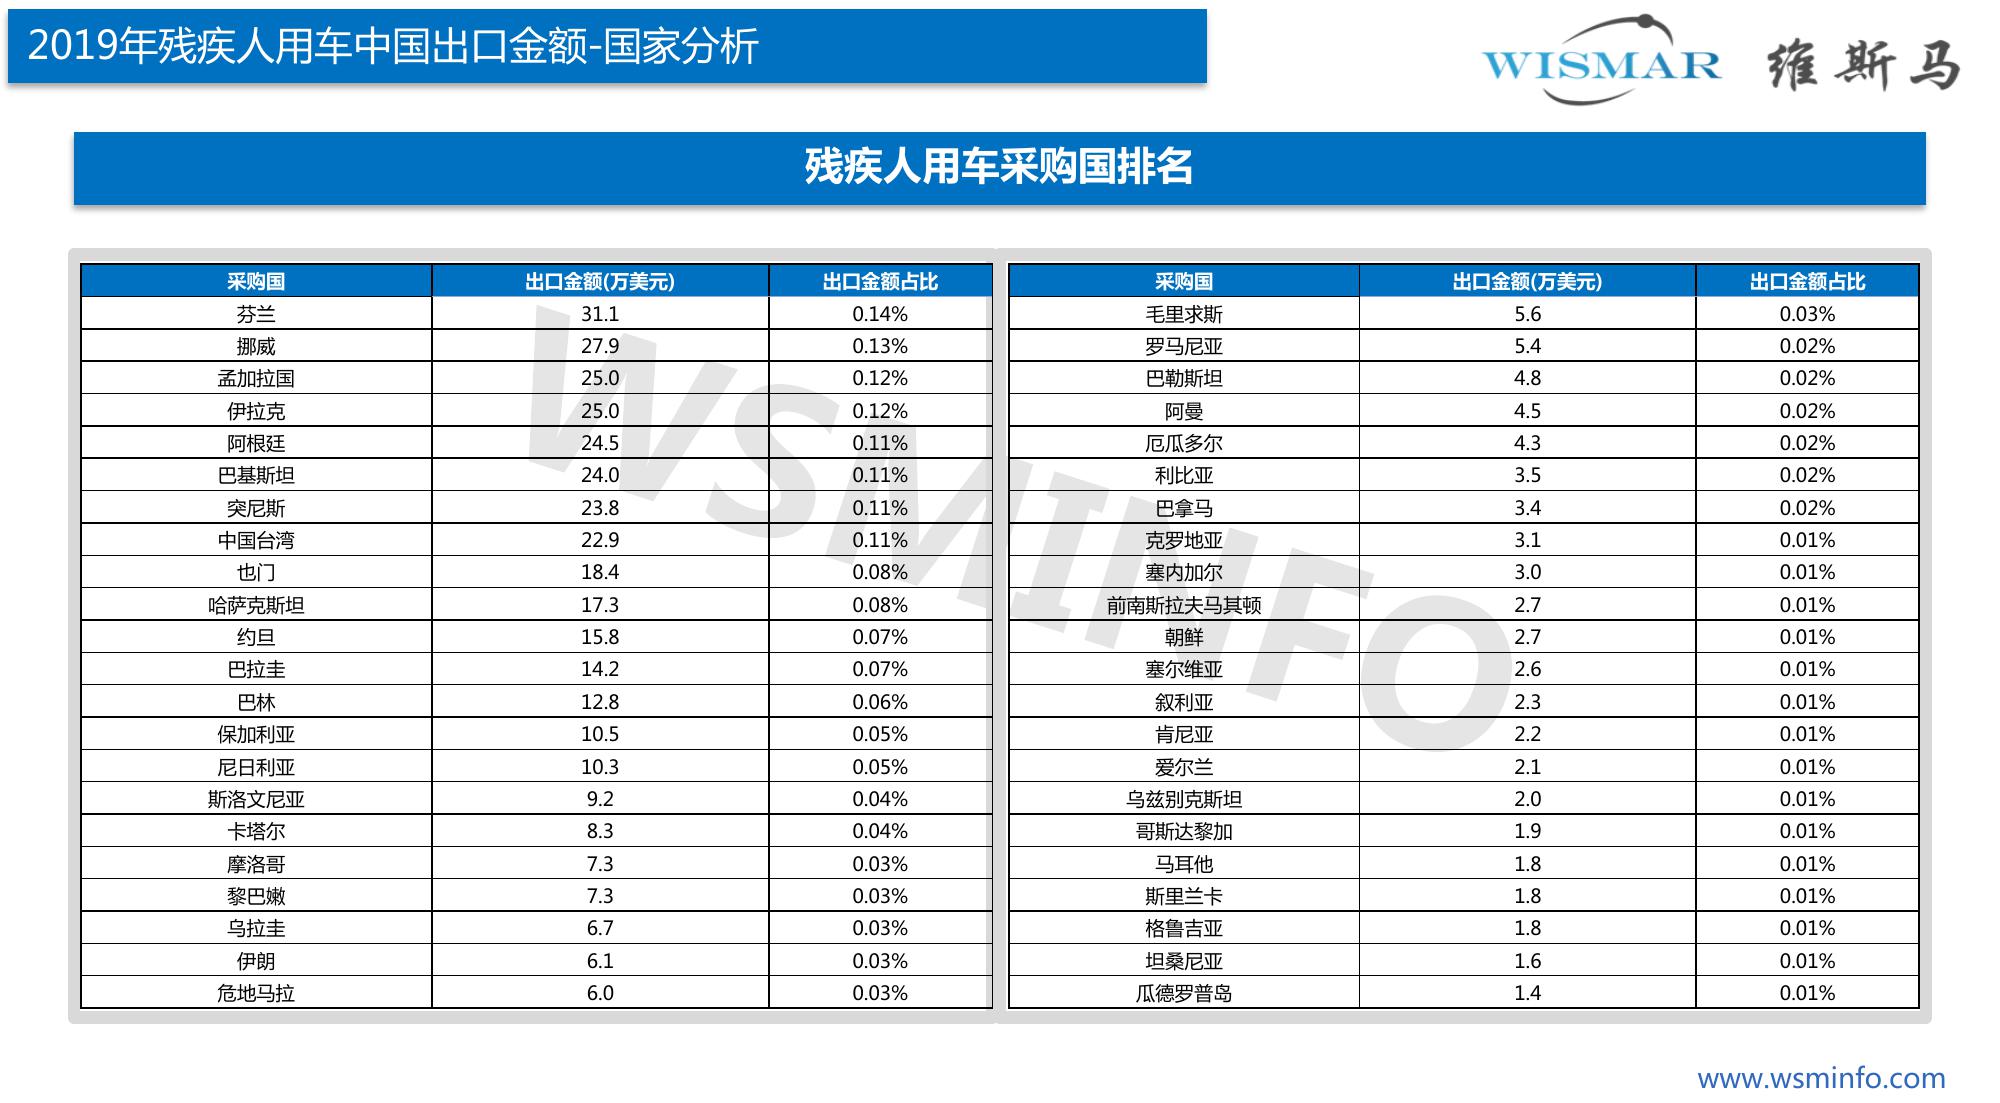 2019年残疾人用车中国出口金额-国家分析
WISMAR 维斯马
残疾人用车采购国排名
采购国 出口金额(万美元) 出口金额占比
芬兰 31.1 0.14%
挪威 27.9 0.13%
孟加拉国 25.0 0.12%
伊拉克 25.0 0.12%
阿根廷 24.5 0.11%
巴基斯坦 24.0 0.11%
突尼斯 23.8 0.11%
中国台湾 22.9 0.11%
也门 18.4 0.08%
哈萨克斯坦 17.3 0.08%
约旦 15.8 0.07%
巴拉圭 14.2 0.07%
巴林 12.8 0.06%
保加利亚 10.5 0.05%
尼日利亚 10.3 0.05%
斯洛文尼亚 9.2 0.04%
卡塔尔 8.3 0.04%
摩洛哥 7.3 0.03%
黎巴嫩 7.3 0.03%
乌拉圭 6.7 0.03%
伊朗 6.1 0.03%
危地马拉 6.0 0.03%
采购国 出口金额(万美元) 出口金额占比
毛里求斯 5.6 0.03%
罗马尼亚 5.4 0.02%
巴勒斯坦 4.8 0.02%
阿曼 4.5 0.02%
厄瓜多尔 4.3 0.02%
利比亚 3.5 0.02%
巴拿马 3.4 0.02%
克罗地亚 3.1 0.01%
塞内加尔 3.0 0.01%
前南斯拉夫马其顿 2.7 0.01%
朝鲜 2.7 0.01%
塞尔维亚 2.6 0.01%
叙利亚 2.3 0.01%
肯尼亚 2.2 0.01%
爱尔兰 2.1 0.01%
乌兹别克斯坦 2.0 0.01%
哥斯达黎加 1.9 0.01%
马耳他 1.8 0.01%
斯里兰卡 1.8 0.01%
格鲁吉亚 1.8 0.01%
坦桑尼亚 1.6 0.01%
瓜德罗普岛 1.4 0.01%
WSMINFO
www.wsminfo.com